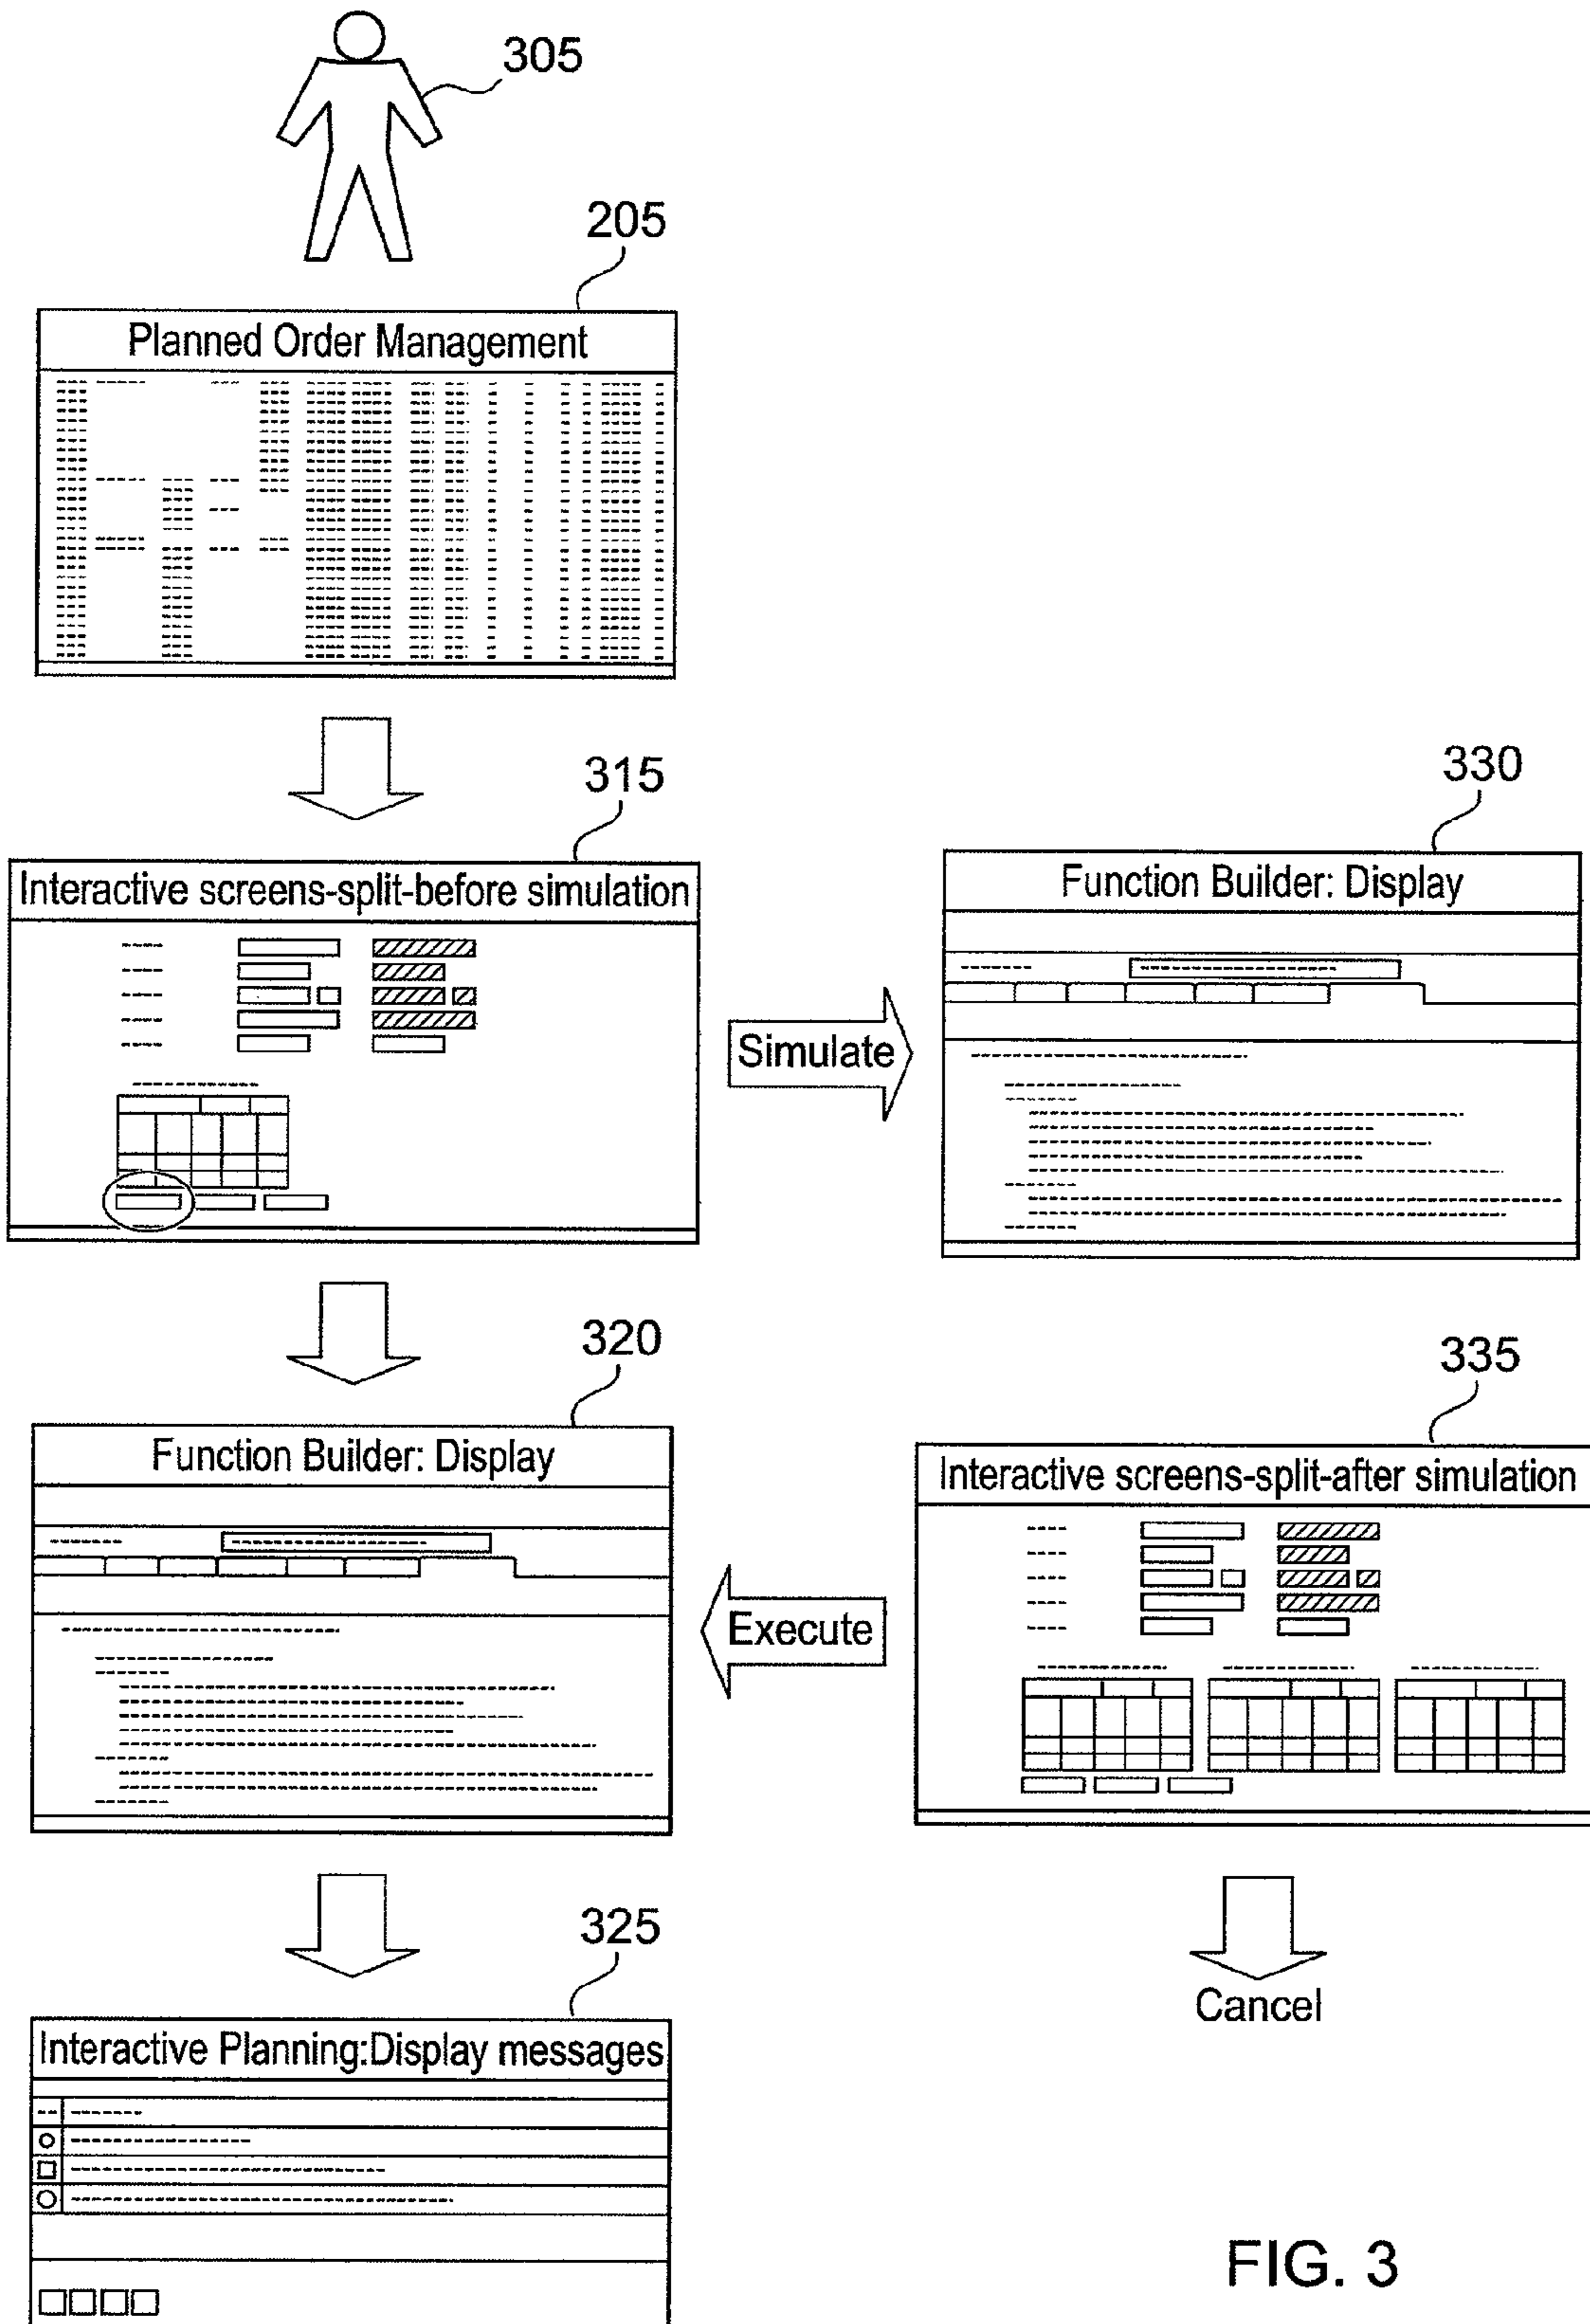 305
205
Planned Order Management
315
330
Interactive screens-split-before simulation
Function Builder: Display
Simulate
320
335
Function Builder: Display
Interactive screens-split-after simulation
Execute
325
Cancel
Interactive Planning:Display messages
FIG. 3